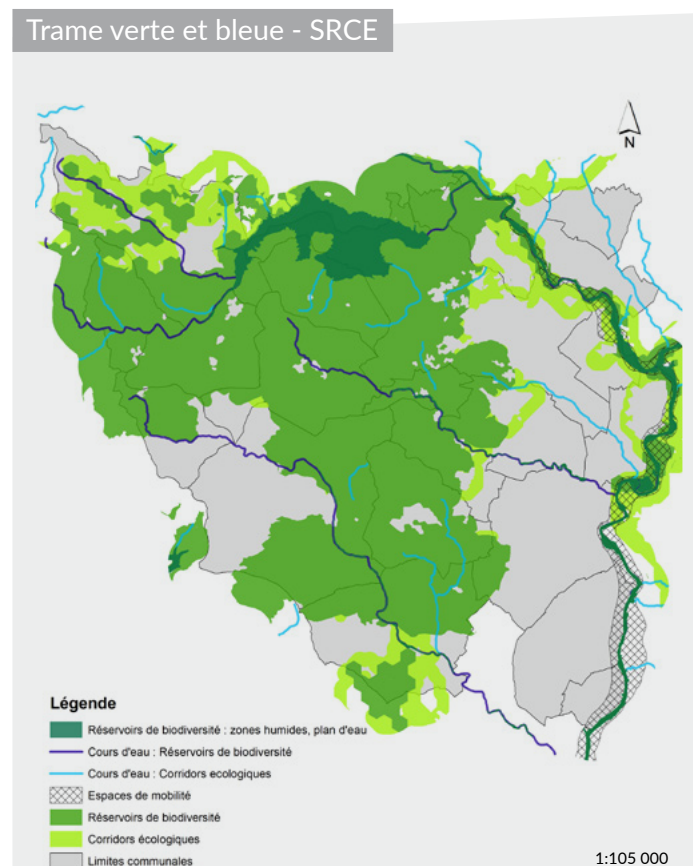 Trame verte et bleue - SRCE
N
Légende
Réservoirs de biodiversité : zones humides, plan d'eau
Cours d'eau : Réservoirs de biodiversité
Cours d'eau : Corridors ecologiques
Espaces de mobilité
Réservoirs de biodiversité
Corridors écologiques
Limites communales
1:105 000